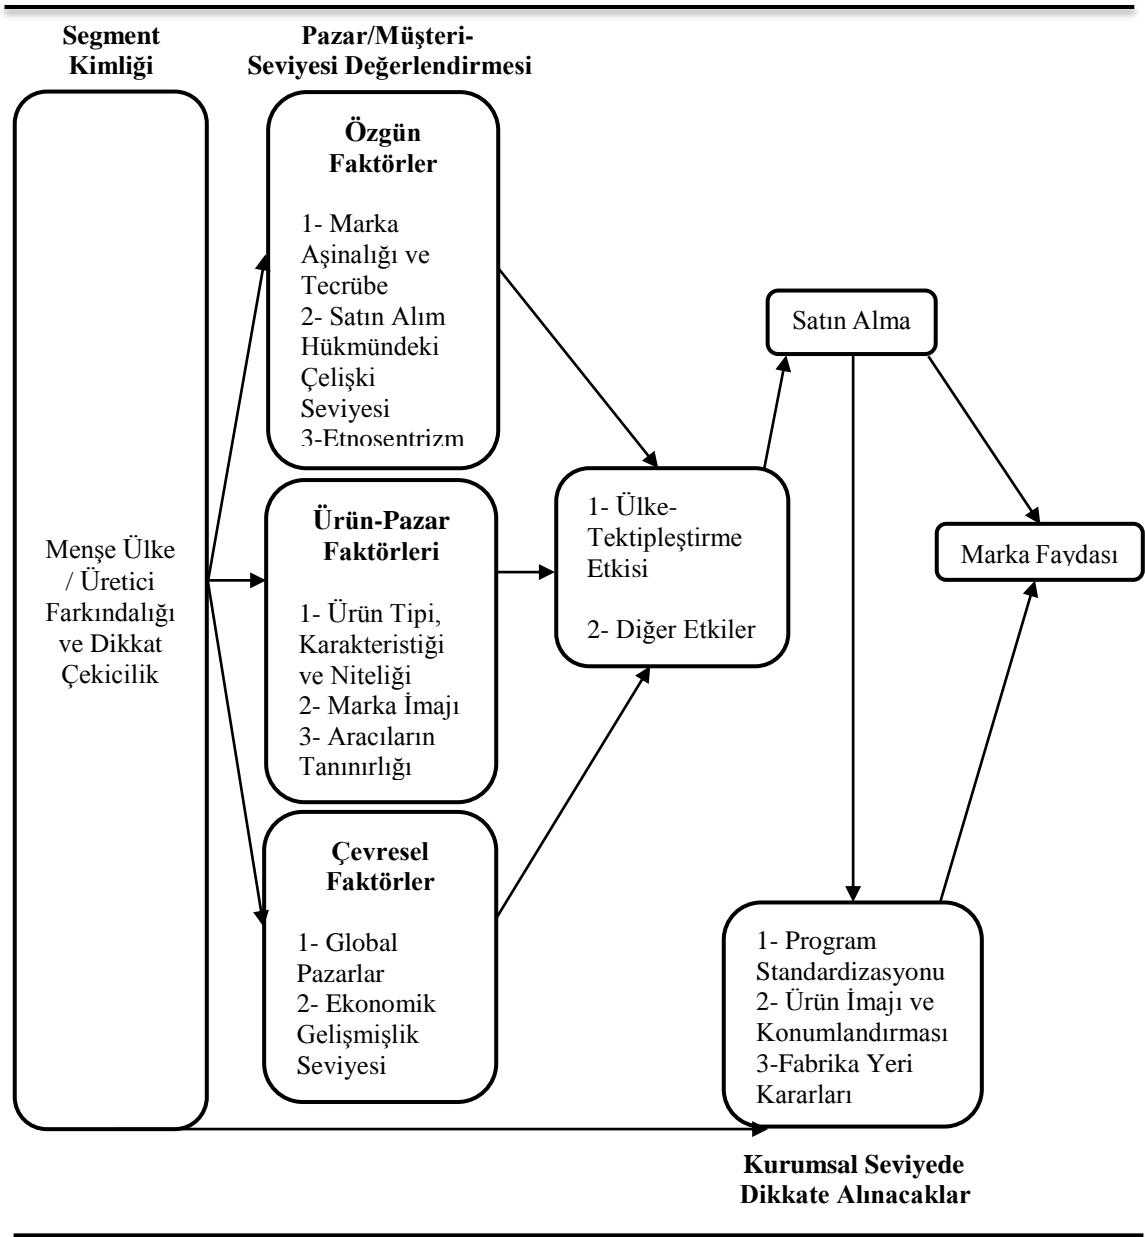 Segment
Kimliği
Pazar/Müşteri-
Seviyesi Değerlendirmesi
Menşe Ülke
/ Üretici
Farkındalığı
ve Dikkat
Çekicilik
Özgün
Faktörler
1- Marka
Aşinalığı ve
Tecrübe
2- Satın Alım
Hükmündeki
Çelişki
Seviyesi
3-Etnosentrizm
Ürün-Pazar
Faktörleri
1- Ürün Tipi,
Karakteristiği
ve Niteliği
2- Marka İmajı
3- Aracıların
Tanınırlığı
Çevresel
Faktörler
1- Global
Pazarlar
2- Ekonomik
Gelişmişlik
Seviyesi
1- Ülke-
Tektipleştirme
Etkisi
2- Diğer Etkiler
Satın Alma
Marka Faydası
1- Program
Standardizasyonu
2- Ürün İmajı ve
Konumlandırması
3-Fabrika Yeri
Kararları
Kurumsal Seviyede
Dikkate Alınacaklar